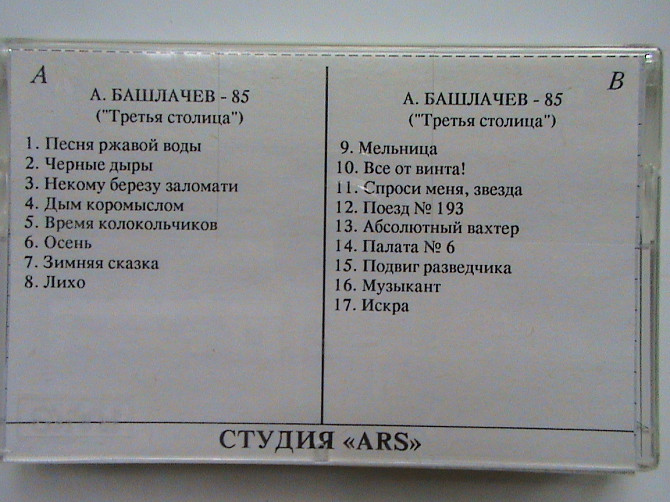 A
А. БАШЛАЧЕВ - 85
("Третья столица")
1. Песня ржавой воды
2. Черные дыры
3. Некому березу заломати
4. Дым коромыслом
5. Время колокольчиков
6. Осень
7. Зимняя сказка
8. Лихо
B
А. БАШЛАЧЕВ - 85
("Третья столица")
9. Мельница
10. Все от винта!
11. Спроси меня, звезда
12. Поезд № 193
13. Абсолютный вахтер
14. Палата № 6
15. Подвиг разведчика
16. Музыкант
17. Искра
СТУДИЯ «ARS»